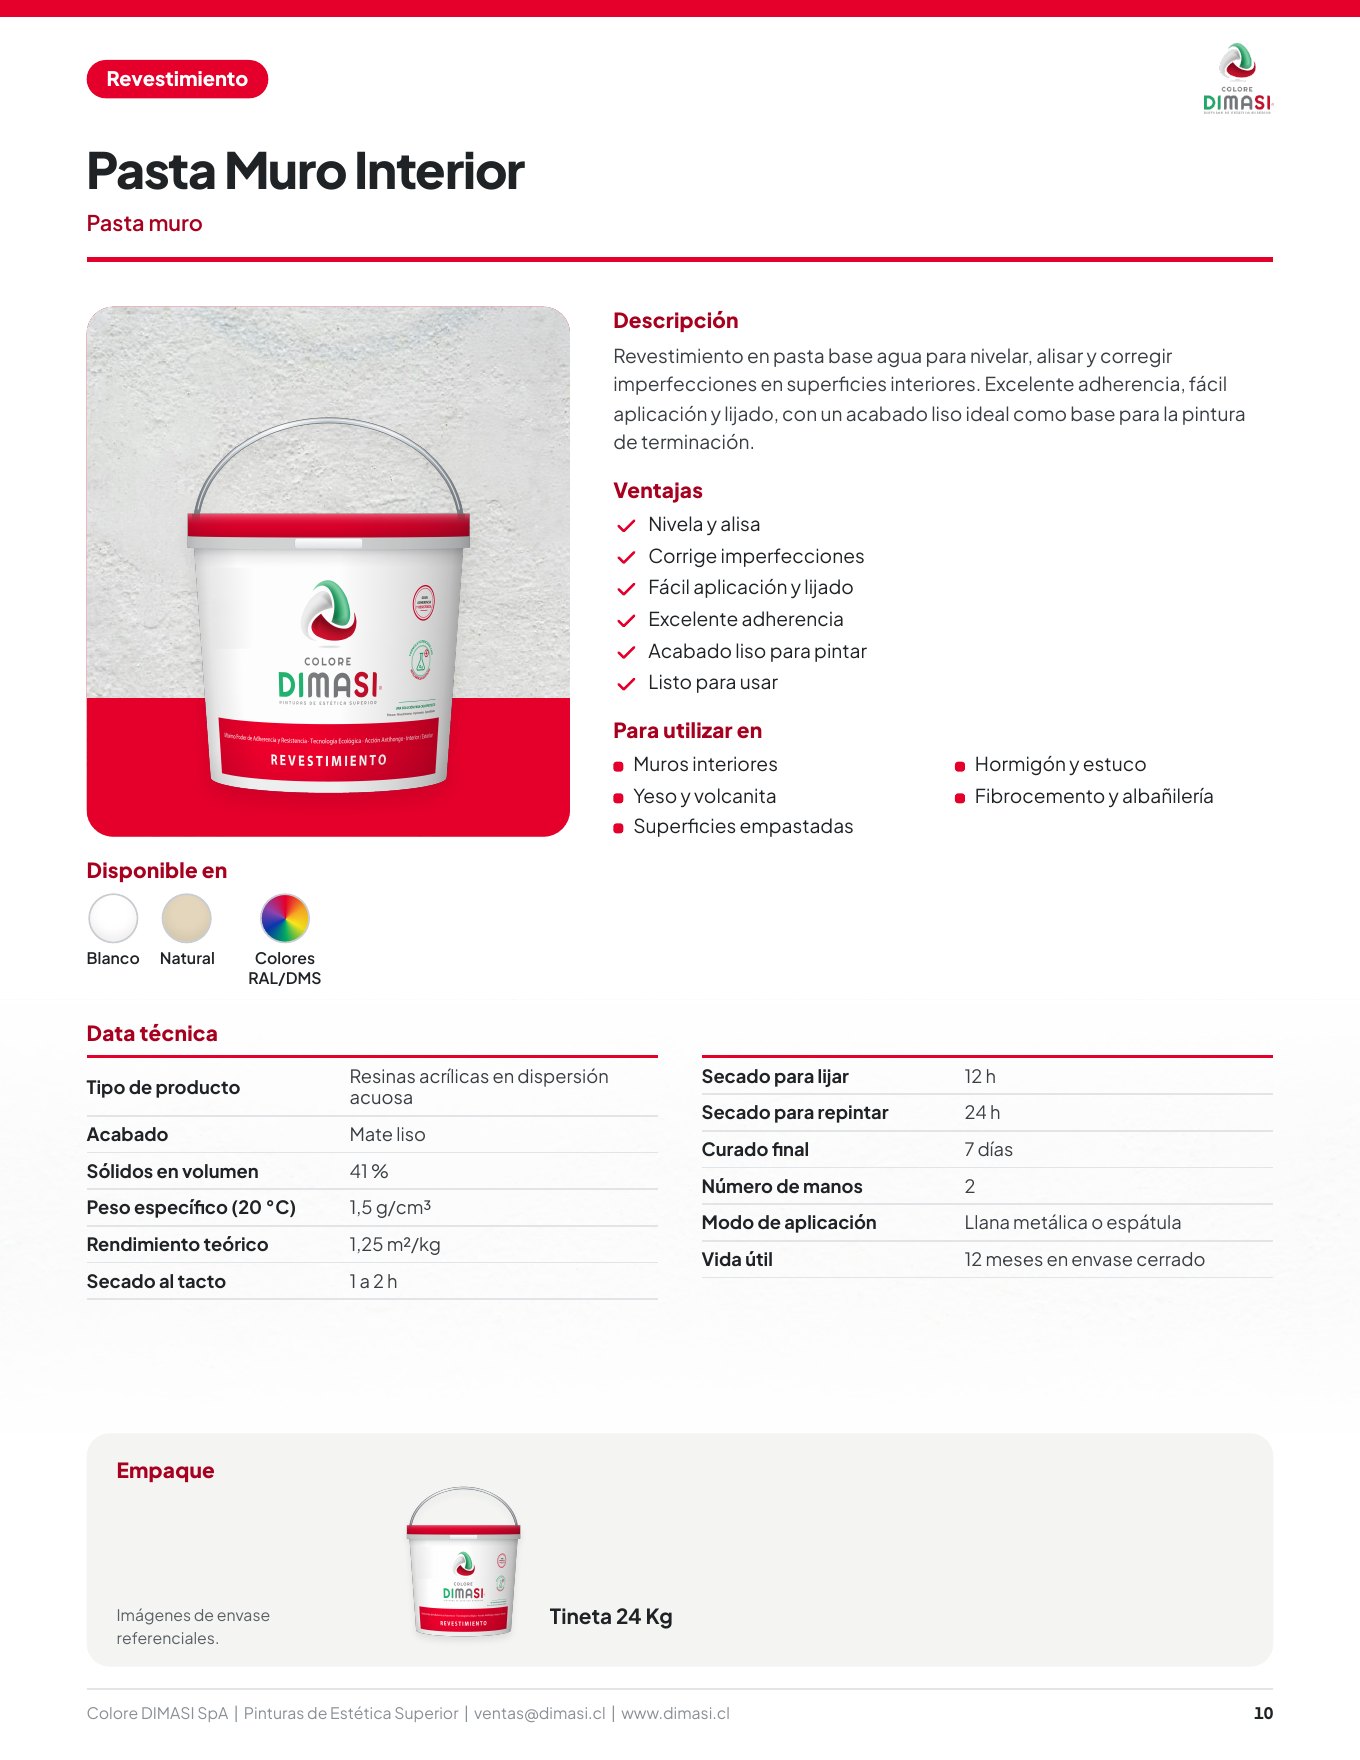 Revestimiento
COLORE
DIMASI
Pasta Muro Interior
Pasta muro
COLORE
DIMASI
PINTURAS DE ESTÉTICA SUPERIOR
REVESTIMIENTO
Descripción
Revestimiento en pasta base agua para nivelar, alisar y corregir
imperfecciones en superficies interiores. Excelente adherencia, fácil
aplicación y lijado, con un acabado liso ideal como base para la pintura
de terminación.
Ventajas
Nivela y alisa
Corrige imperfecciones
Fácil aplicación y lijado
Excelente adherencia
Acabado liso para pintar
Listo para usar
Para utilizar en
Muros interiores
Yeso y volcanita
Superficies empastadas
Hormigón y estuco
Fibrocemento y albañilería
Disponible en
Blanco
Natural
Colores
RAL/DMS
Data técnica
Tipo de producto Resinas acrílicas en dispersión
acuosa
Acabado Mate liso
Sólidos en volumen 41 %
Peso específico (20 °C) 1,5 g/cm³
Rendimiento teórico 1,25 m²/kg
Secado al tacto 1 a 2 h
Secado para lijar 12 h
Secado para repintar 24 h
Curado final 7 días
Número de manos 2
Modo de aplicación Llana metálica o espátula
Vida útil 12 meses en envase cerrado
Empaque
Imágenes de envase
referenciales.
COLORE
DIMASI
REVESTIMIENTO
Tineta 24 Kg
Colore DIMASI SpA | Pinturas de Estética Superior | ventas@dimasi.cl | www.dimasi.cl
10